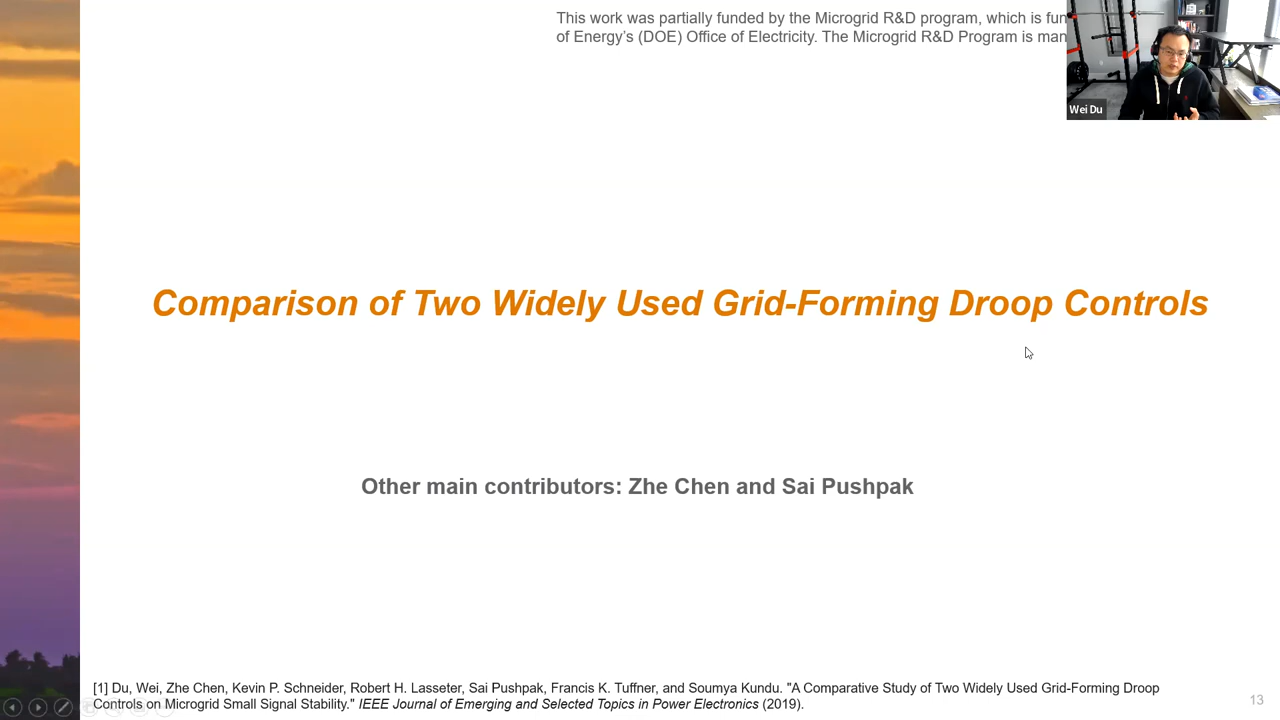 This work was partially funded by the Microgrid R&D program, which is
of Energy's (DOE) Office of Electricity. The Microgrid R&D Program is
Wei Du
Comparison of Two Widely Used Grid-Forming Droop Controls
Other main contributors: Zhe Chen and Sai Pushpak
[1] Du, Wei, Zhe Chen, Kevin P. Schneider, Robert H. Lasseter, Sai Pushpak, Francis K. Tuffner, and Soumya Kundu. "A Comparative Study of Two Widely Used Grid-Forming Droop
Controls on Microgrid Small Signal Stability." IEEE Journal of Emerging and Selected Topics in Power Electronics (2019).
13